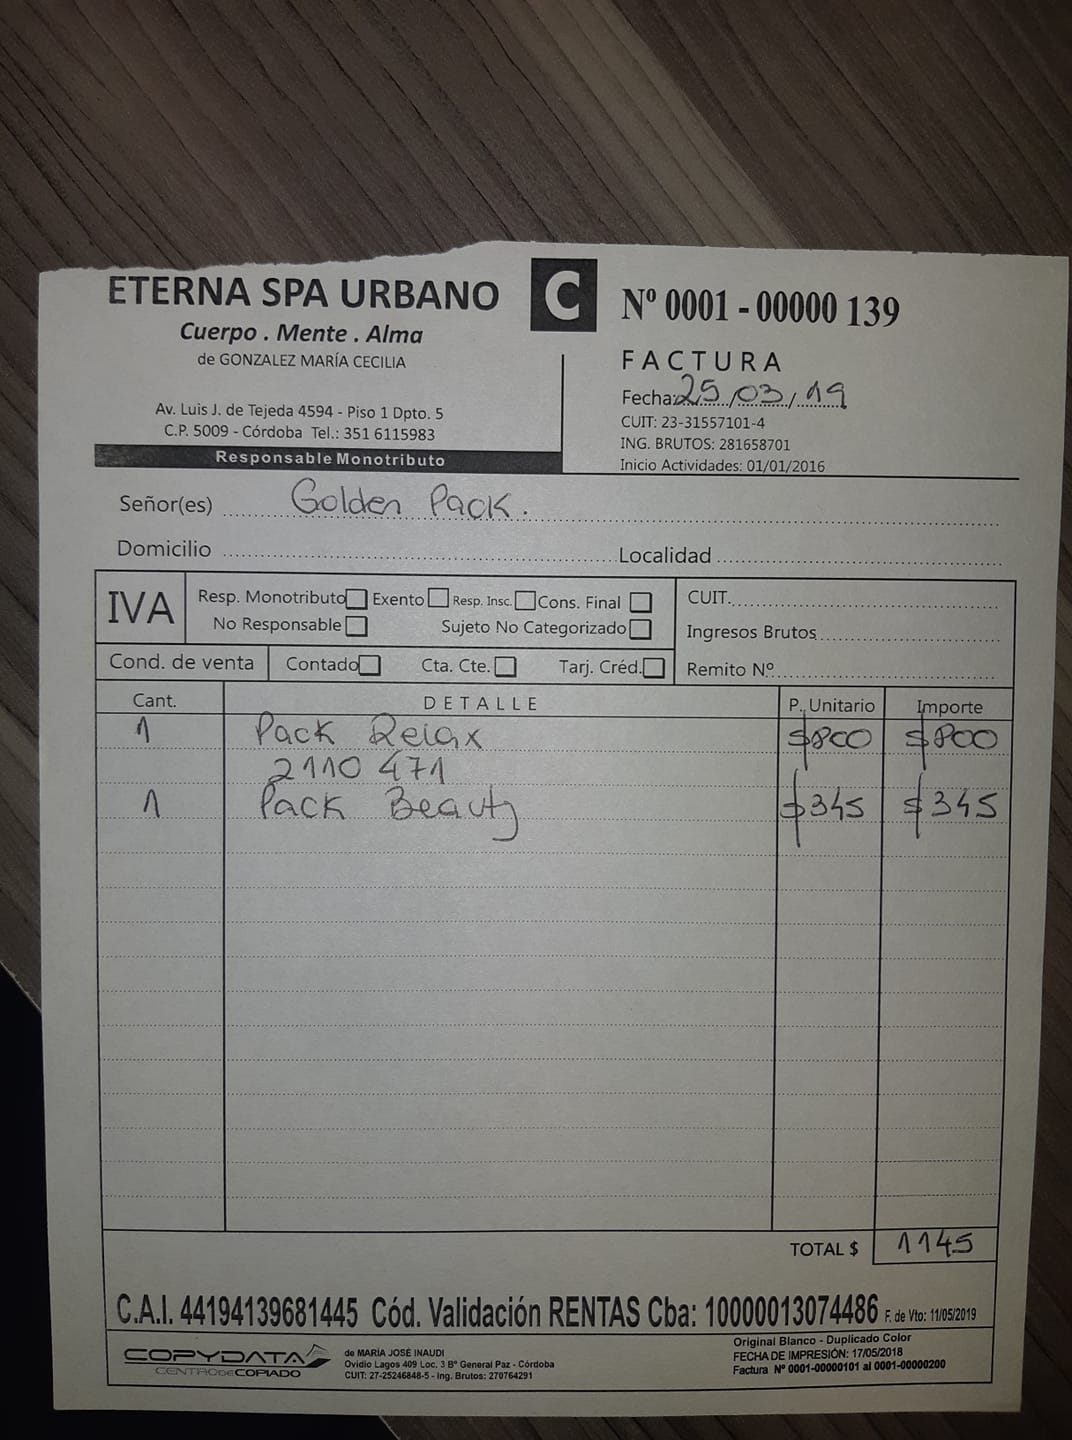 ETERNA SPA URBANO
Cuerpo . Mente . Alma
de GONZALEZ MARÍA CECILIA
Av. Luis J. de Tejeda 4594 - Piso 1 Dpto. 5
C.P. 5009 - Córdoba Tel.: 351 6115983
Responsable Monotributo
C
Nº 0001 - 00000 139
FACTURA
Fecha: 25/03/19
CUIT: 23-31557101-4
ING. BRUTOS: 281658701
Inicio Actividades: 01/01/2016
Señor(es) Golden Pack.
Domicilio Localidad
IVA Resp. Monotributo Exento Resp. Insc. Cons. Final
No Responsable Sujeto No Categorizado
CUIT.
Ingresos Brutos
Cond. de venta Contado Cta. Cte. Tarj. Créd. Remito Nº
Cant. DETALLE P. Unitario Importe
1 Pack Relax $800 $800
2110 471
1 Pack Beauty $345 $345
TOTAL $ 1145
C.A.I. 44194139681445 Cód. Validación RENTAS Cba: 10000013074486 F. de Vto: 11/05/2019
COPYDATA
CENTRO DE COPIADO
de MARÍA JOSÉ INAUDI
Ovidio Lagos 409 Loc. 3 Bº General Paz - Córdoba
CUIT: 27-25246848-5 - Ing. Brutos: 270764291
Original Blanco - Duplicado Color
FECHA DE IMPRESIÓN: 17/05/2018
Factura Nº 0001-00000101 al 0001-00000200